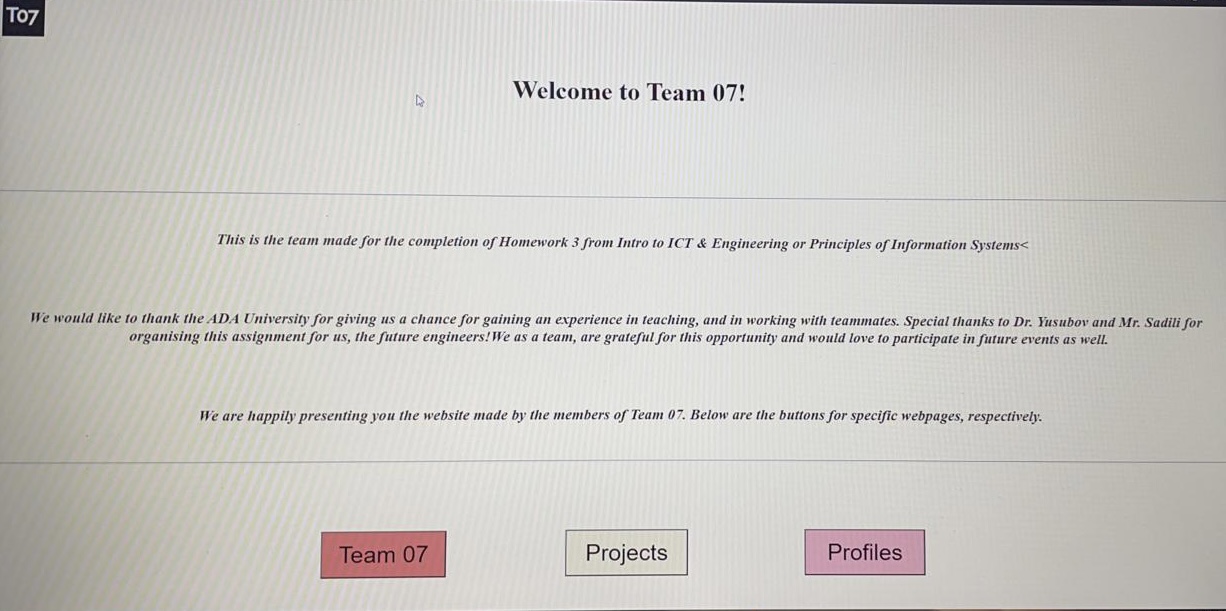 T07
Welcome to Team 07!
This is the team made for the completion of Homework 3 from Intro to ICT & Engineering or Principles of Information Systems<
We would like to thank the ADA University for giving us a chance for gaining an experience in teaching, and in working with teammates. Special thanks to Dr. Yusubov and Mr. Sadili for
organising this assignment for us, the future engineers!We as a team, are grateful for this opportunity and would love to participate in future events as well.
We are happily presenting you the website made by the members of Team 07. Below are the buttons for specific webpages, respectively.
Team 07 Projects Profiles